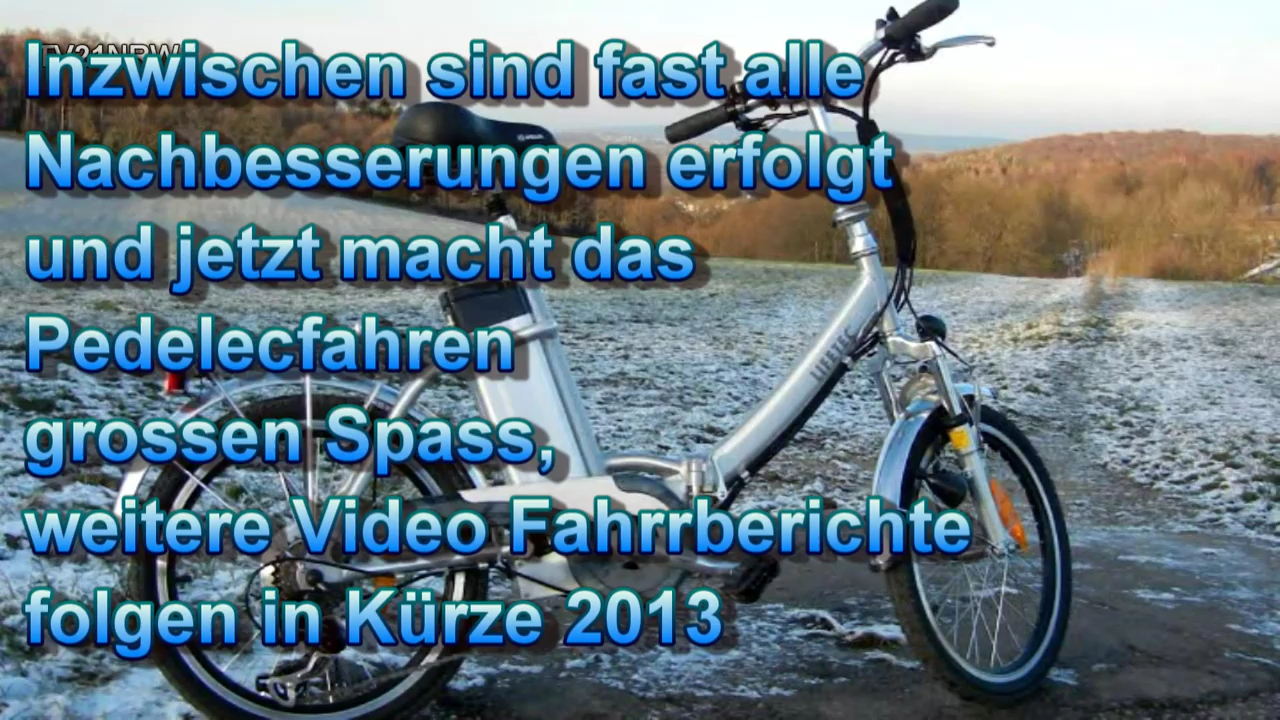 TV21NRW
Inzwischen sind fast alle
Nachbesserungen erfolgt
und jetzt macht das
Pedelecfahren
grossen Spass,
weitere Video Fahrrberichte
folgen in Kürze 2013